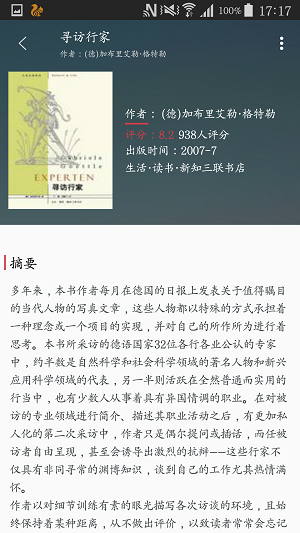 100% 17:17
寻访行家
作者：(德)加布里艾勒·格特勒
Gabriele
Goettle
EXPERTEN
寻访行家
作者： (德)加布里艾勒·格特勒
评分：8.2 938人评分
出版时间：2007-7
生活·读书·新知三联书店
摘要
多年来，本书作者每月在德国的日报上发表关于值得瞩目
的当代人物的写真文章，这些人物都以特殊的方式承担着
一种理念或一个项目的实现，并对自己的所作所为进行着
思考。本书所采访的德语国家32位各行各业公认的专家
中，约半数是自然科学和社会科学领域的著名人物和新兴
应用科学领域的代表，另一半则活跃在全然普通而实用的
行当中，也有少数人从事着具有异国情调的职业。在对被
访的专业领域进行简介、描述其职业活动之后，有更加私
人化的第二次采访中，作者只是偶尔提问或插话，而任被
访者自由呈现，甚至会诱导出激烈的抗辩——这些行家不
仅具有非同寻常的渊博知识，谈到自己的工作尤其热情满
怀。
作者以对细节训练有素的眼光描写各次访谈的环境，且始
终保持着某种距离，从不做出评价，以致读者常常会忘记